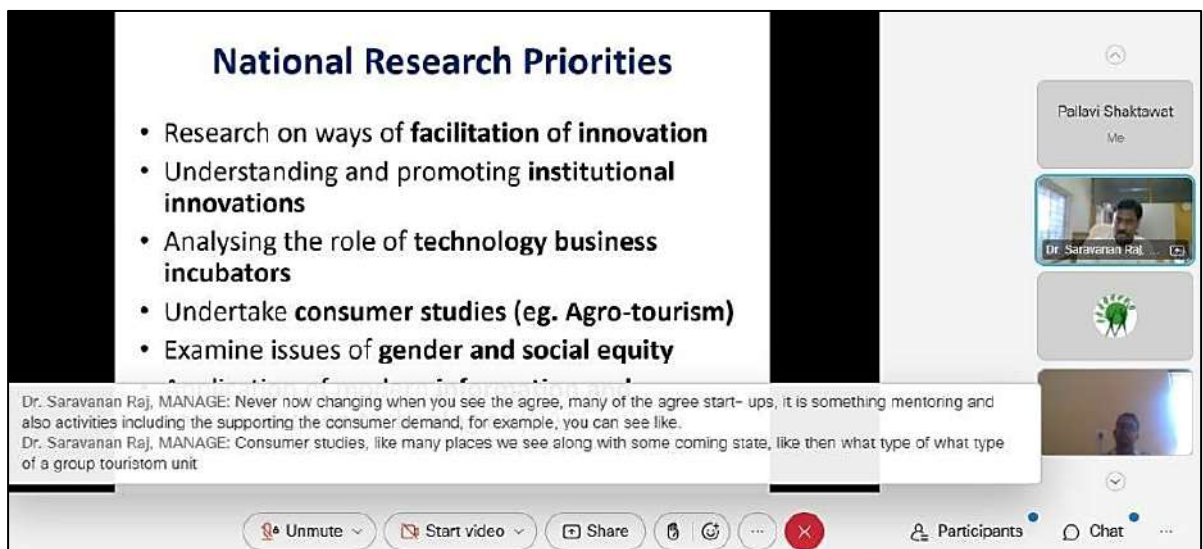 National Research Priorities
• Research on ways of facilitation of innovation
• Understanding and promoting institutional
innovations
• Analysing the role of technology business
incubators
• Undertake consumer studies (eg. Agro-tourism)
• Examine issues of gender and social equity
• Application of modern information and
Dr. Saravanan Raj, MANAGE: Never now changing when you see the agree, many of the agree start- ups, it is something mentoring and
also activities including the supporting the consumer demand, for example, you can see like.
Dr. Saravanan Raj, MANAGE: Consumer studies, like many places we see along with some coming state, like then what type of what type
of a group touristom unit
Pallavi Shaktawat
Me
Dr. Saravanan Raj, ...
Unmute
Start video
Share
Participants
Chat